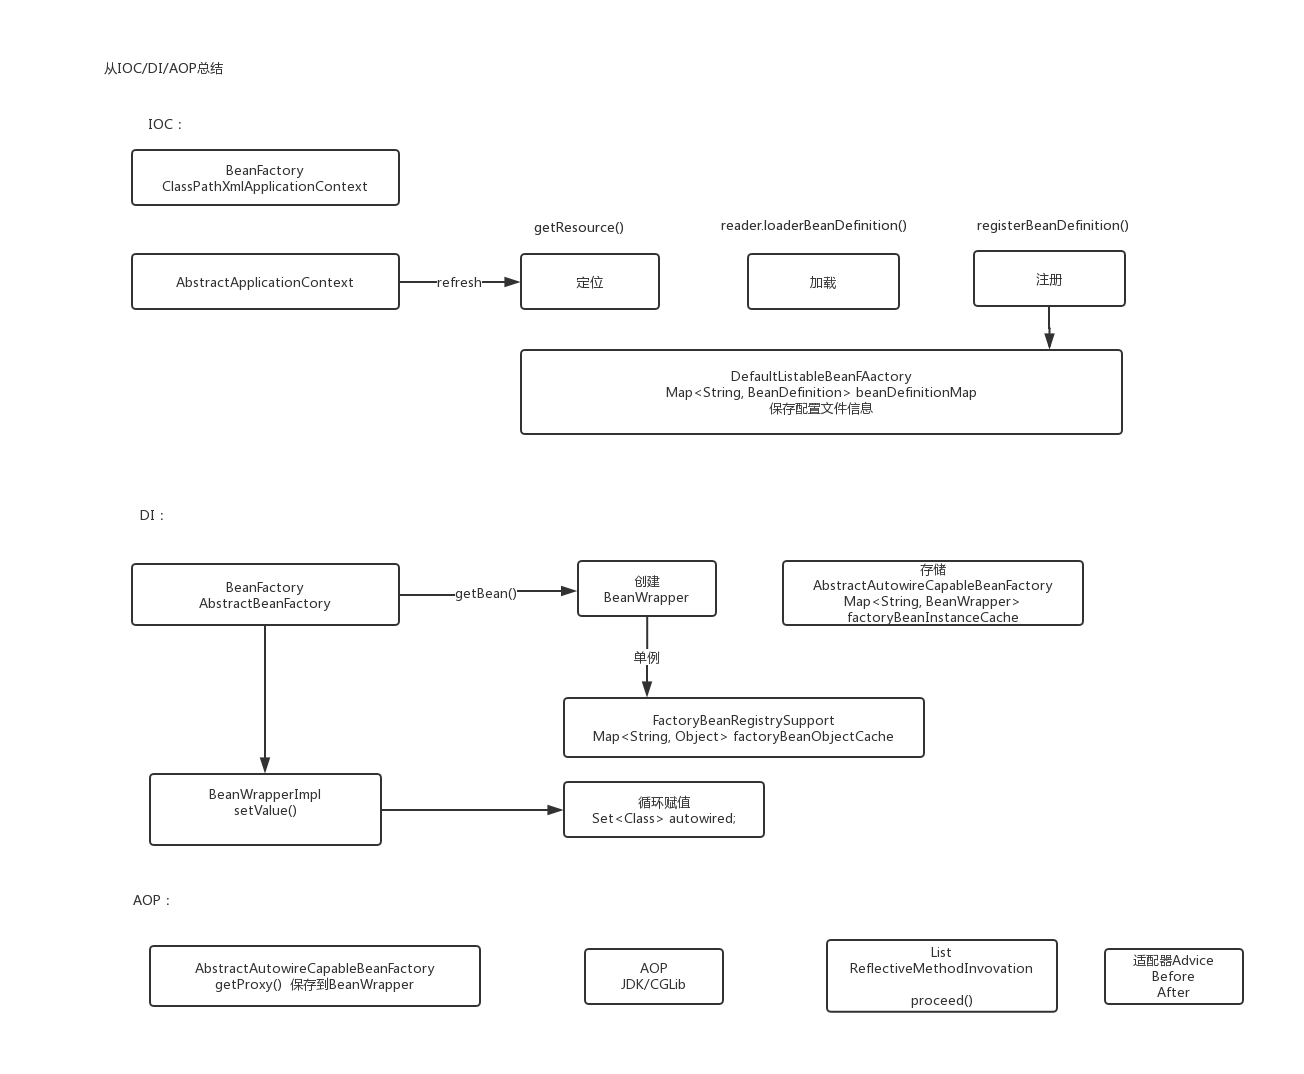 从IOC/DI/AOP总结
IOC：
BeanFactory
ClassPathXmlApplicationContext
getResource()
reader.loaderBeanDefinition()
registerBeanDefinition()
AbstractApplicationContext
refresh
定位
加载
注册
DefaultListableBeanFAactory
Map<String, BeanDefinition> beanDefinitionMap
保存配置文件信息
DI：
BeanFactory
AbstractBeanFactory
getBean()
创建
BeanWrapper
存储
AbstractAutowireCapableBeanFactory
Map<String, BeanWrapper>
factoryBeanInstanceCache
单例
FactoryBeanRegistrySupport
Map<String, Object> factoryBeanObjectCache
BeanWrapperImpl
setValue()
循环赋值
Set<Class> autowired;
AOP：
AbstractAutowireCapableBeanFactory
getProxy()  保存到BeanWrapper
AOP
JDK/CGLib
List
ReflectiveMethodInvovation
proceed()
适配器Advice
Before
After